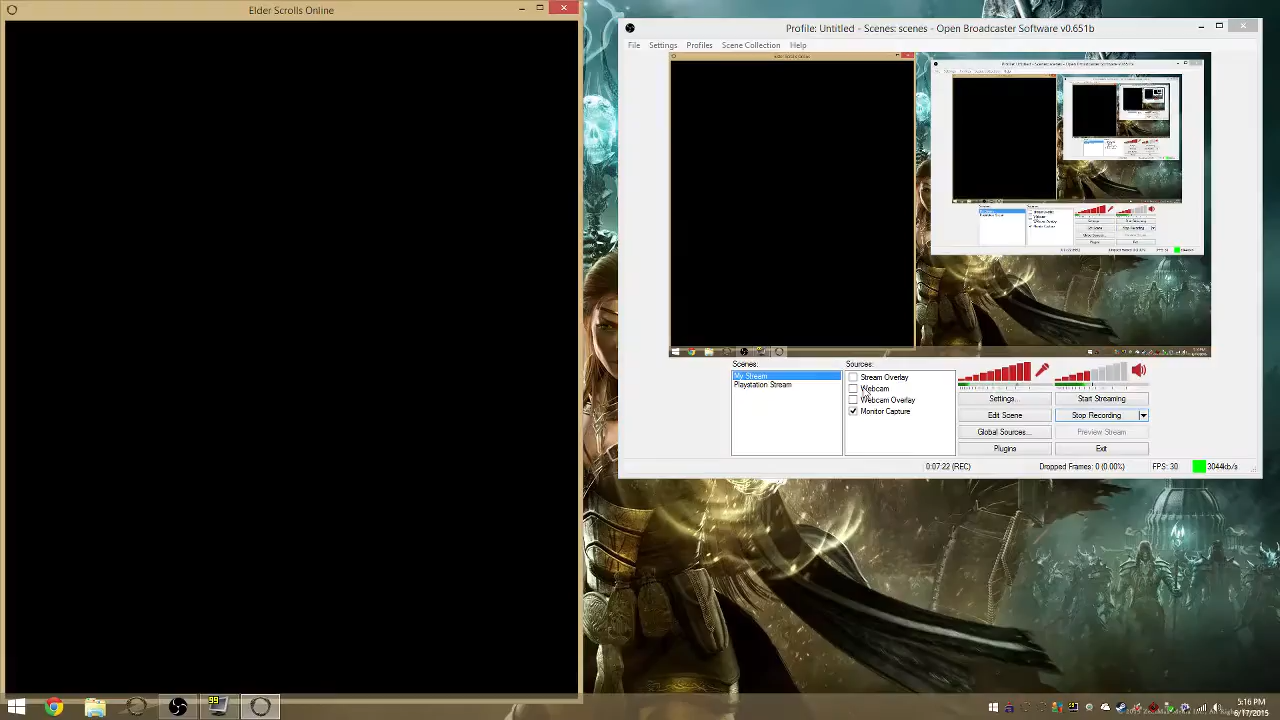 Elder Scrolls Online
Profile: Untitled - Scenes: scenes - Open Broadcaster Software v0.651b
File Settings Profiles Scene Collection Help
Scenes:
My Stream
Playstation Stream
Sources:
Stream Overlay
Webcam
Webcam Overlay
Monitor Capture
Settings...
Start Streaming
Edit Scene
Stop Recording
Global Sources...
Preview Stream
Plugins
Exit
0:07:22 (REC)
Dropped Frames: 0 (0.00%)
FPS: 30
3044kb/s
99
5:16 PM
6/17/2015